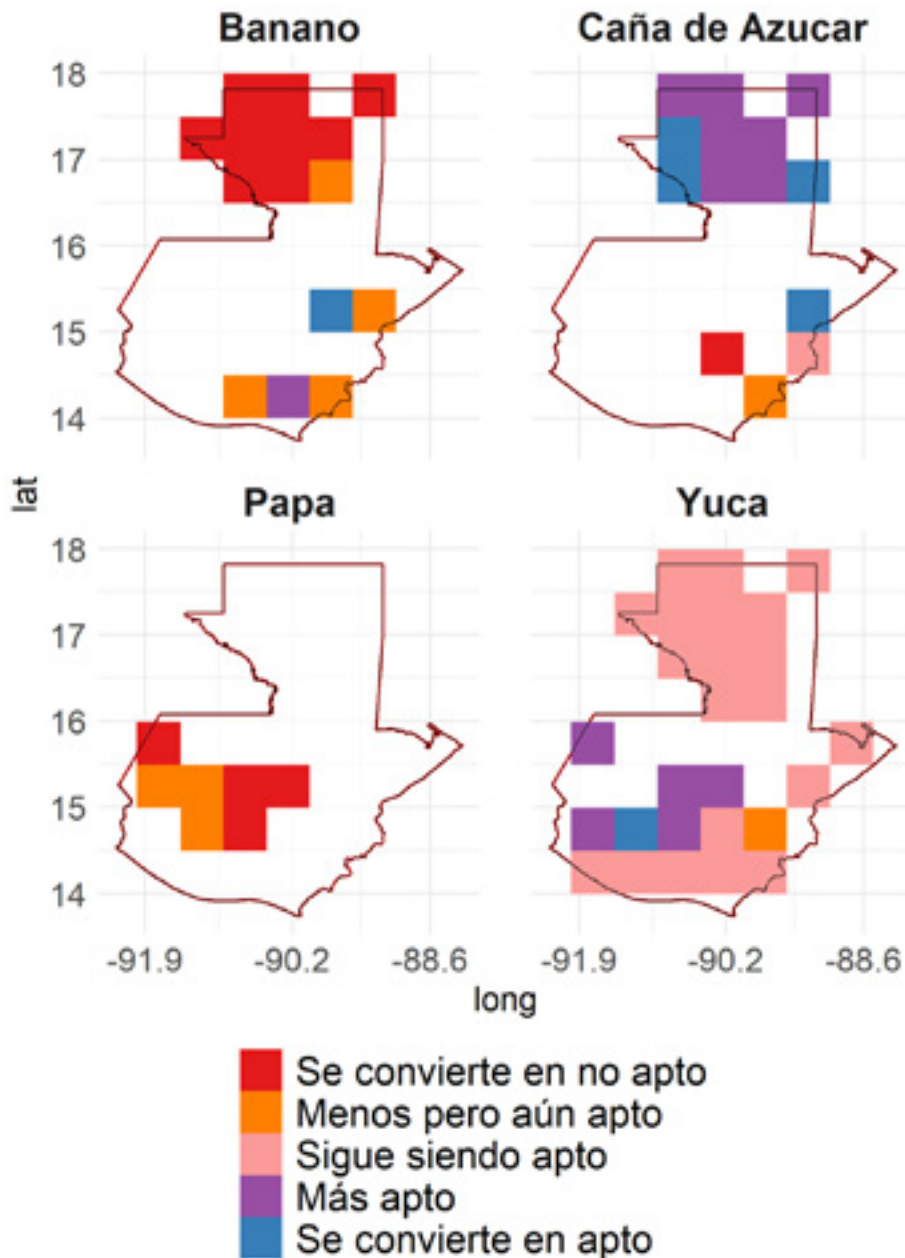 Banano
Caña de Azucar
18
17
16
15
14
lat
Papa
Yuca
18
17
16
15
14
-91.9 -90.2 -88.6
-91.9 -90.2 -88.6
long
Se convierte en no apto
Menos pero aún apto
Sigue siendo apto
Más apto
Se convierte en apto